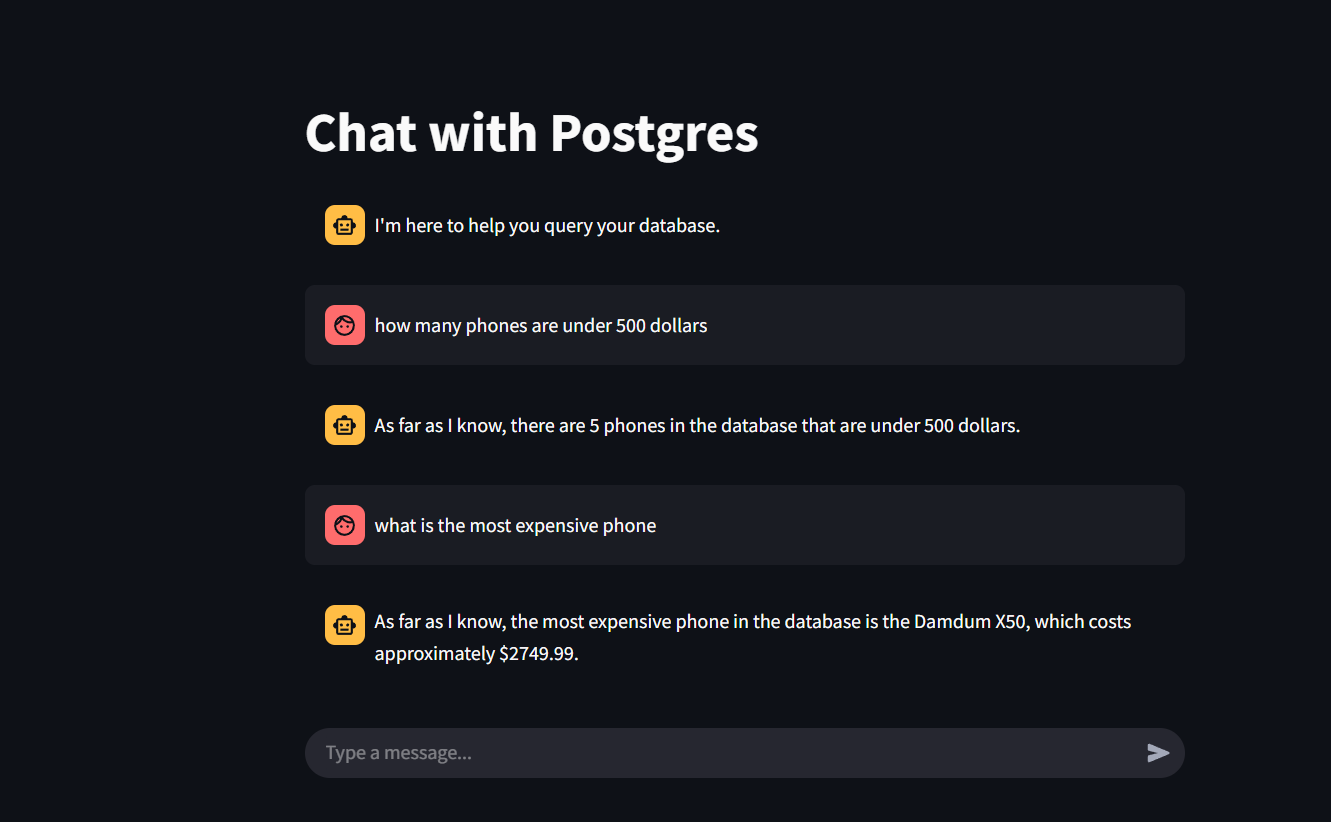 Chat with Postgres
I'm here to help you query your database.
how many phones are under 500 dollars
As far as I know, there are 5 phones in the database that are under 500 dollars.
what is the most expensive phone
As far as I know, the most expensive phone in the database is the Damdum X50, which costs
approximately $2749.99.
Type a message...